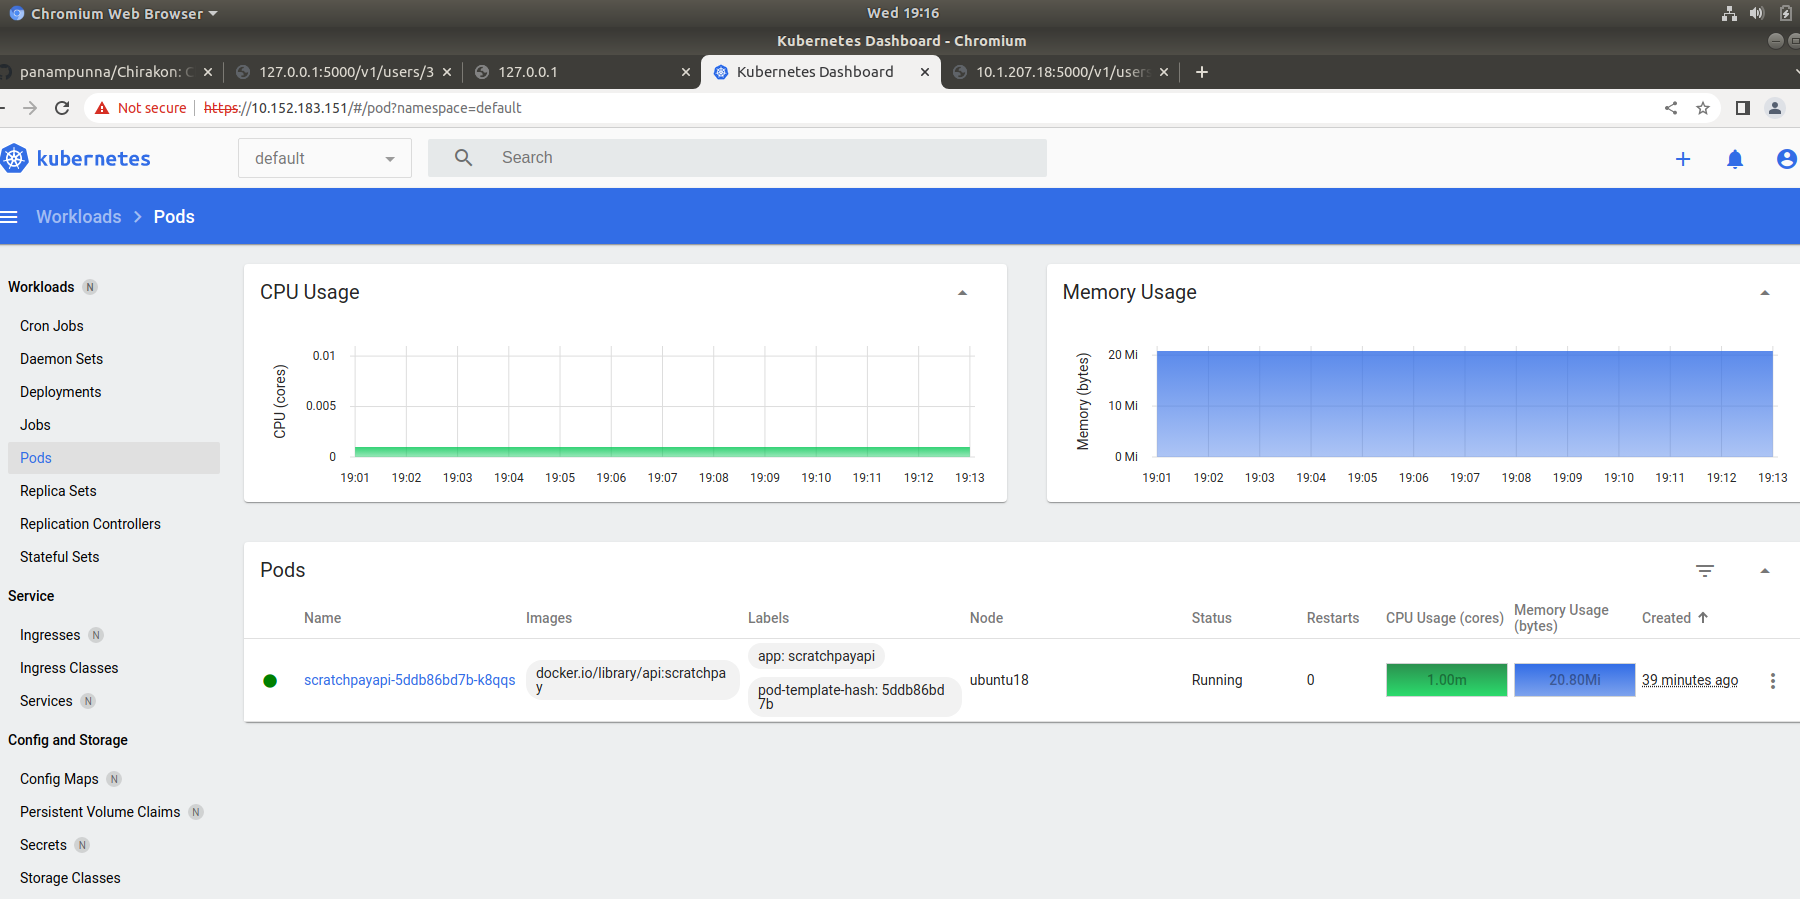 Chromium Web Browser
Wed 19:16
Kubernetes Dashboard - Chromium
panampunna/Chirakon: C
127.0.0.1:5000/v1/users/3
127.0.0.1
Kubernetes Dashboard
10.1.207.18:5000/v1/users
Not secure
https://10.152.183.151/#/pod?namespace=default
kubernetes
default
Search
Workloads > Pods
Workloads N
Cron Jobs
Daemon Sets
Deployments
Jobs
Pods
Replica Sets
Replication Controllers
Stateful Sets
Service
Ingresses N
Ingress Classes
Services N
Config and Storage
Config Maps N
Persistent Volume Claims N
Secrets N
Storage Classes
CPU Usage
CPU (cores)
0.01
0.005
0
19:01 19:02 19:03 19:04 19:05 19:06 19:07 19:08 19:09 19:10 19:11 19:12 19:13
Memory Usage
Memory (bytes)
20 Mi
10 Mi
0 Mi
19:01 19:02 19:03 19:04 19:05 19:06 19:07 19:08 19:09 19:10 19:11 19:12 19:13
Pods
Name Images Labels Node Status Restarts CPU Usage (cores) Memory Usage
(bytes) Created
scratchpayapi-5ddb86bd7b-k8qqs
docker.io/library/api:scratchpa
y
app: scratchpayapi
pod-template-hash: 5ddb86bd
7b
ubuntu18
Running
0
1.00m
20.80Mi
39 minutes ago